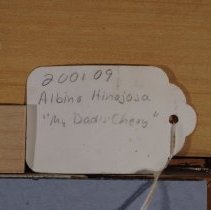 200109
Albino Hinojosa
"My Dad's Chevy"